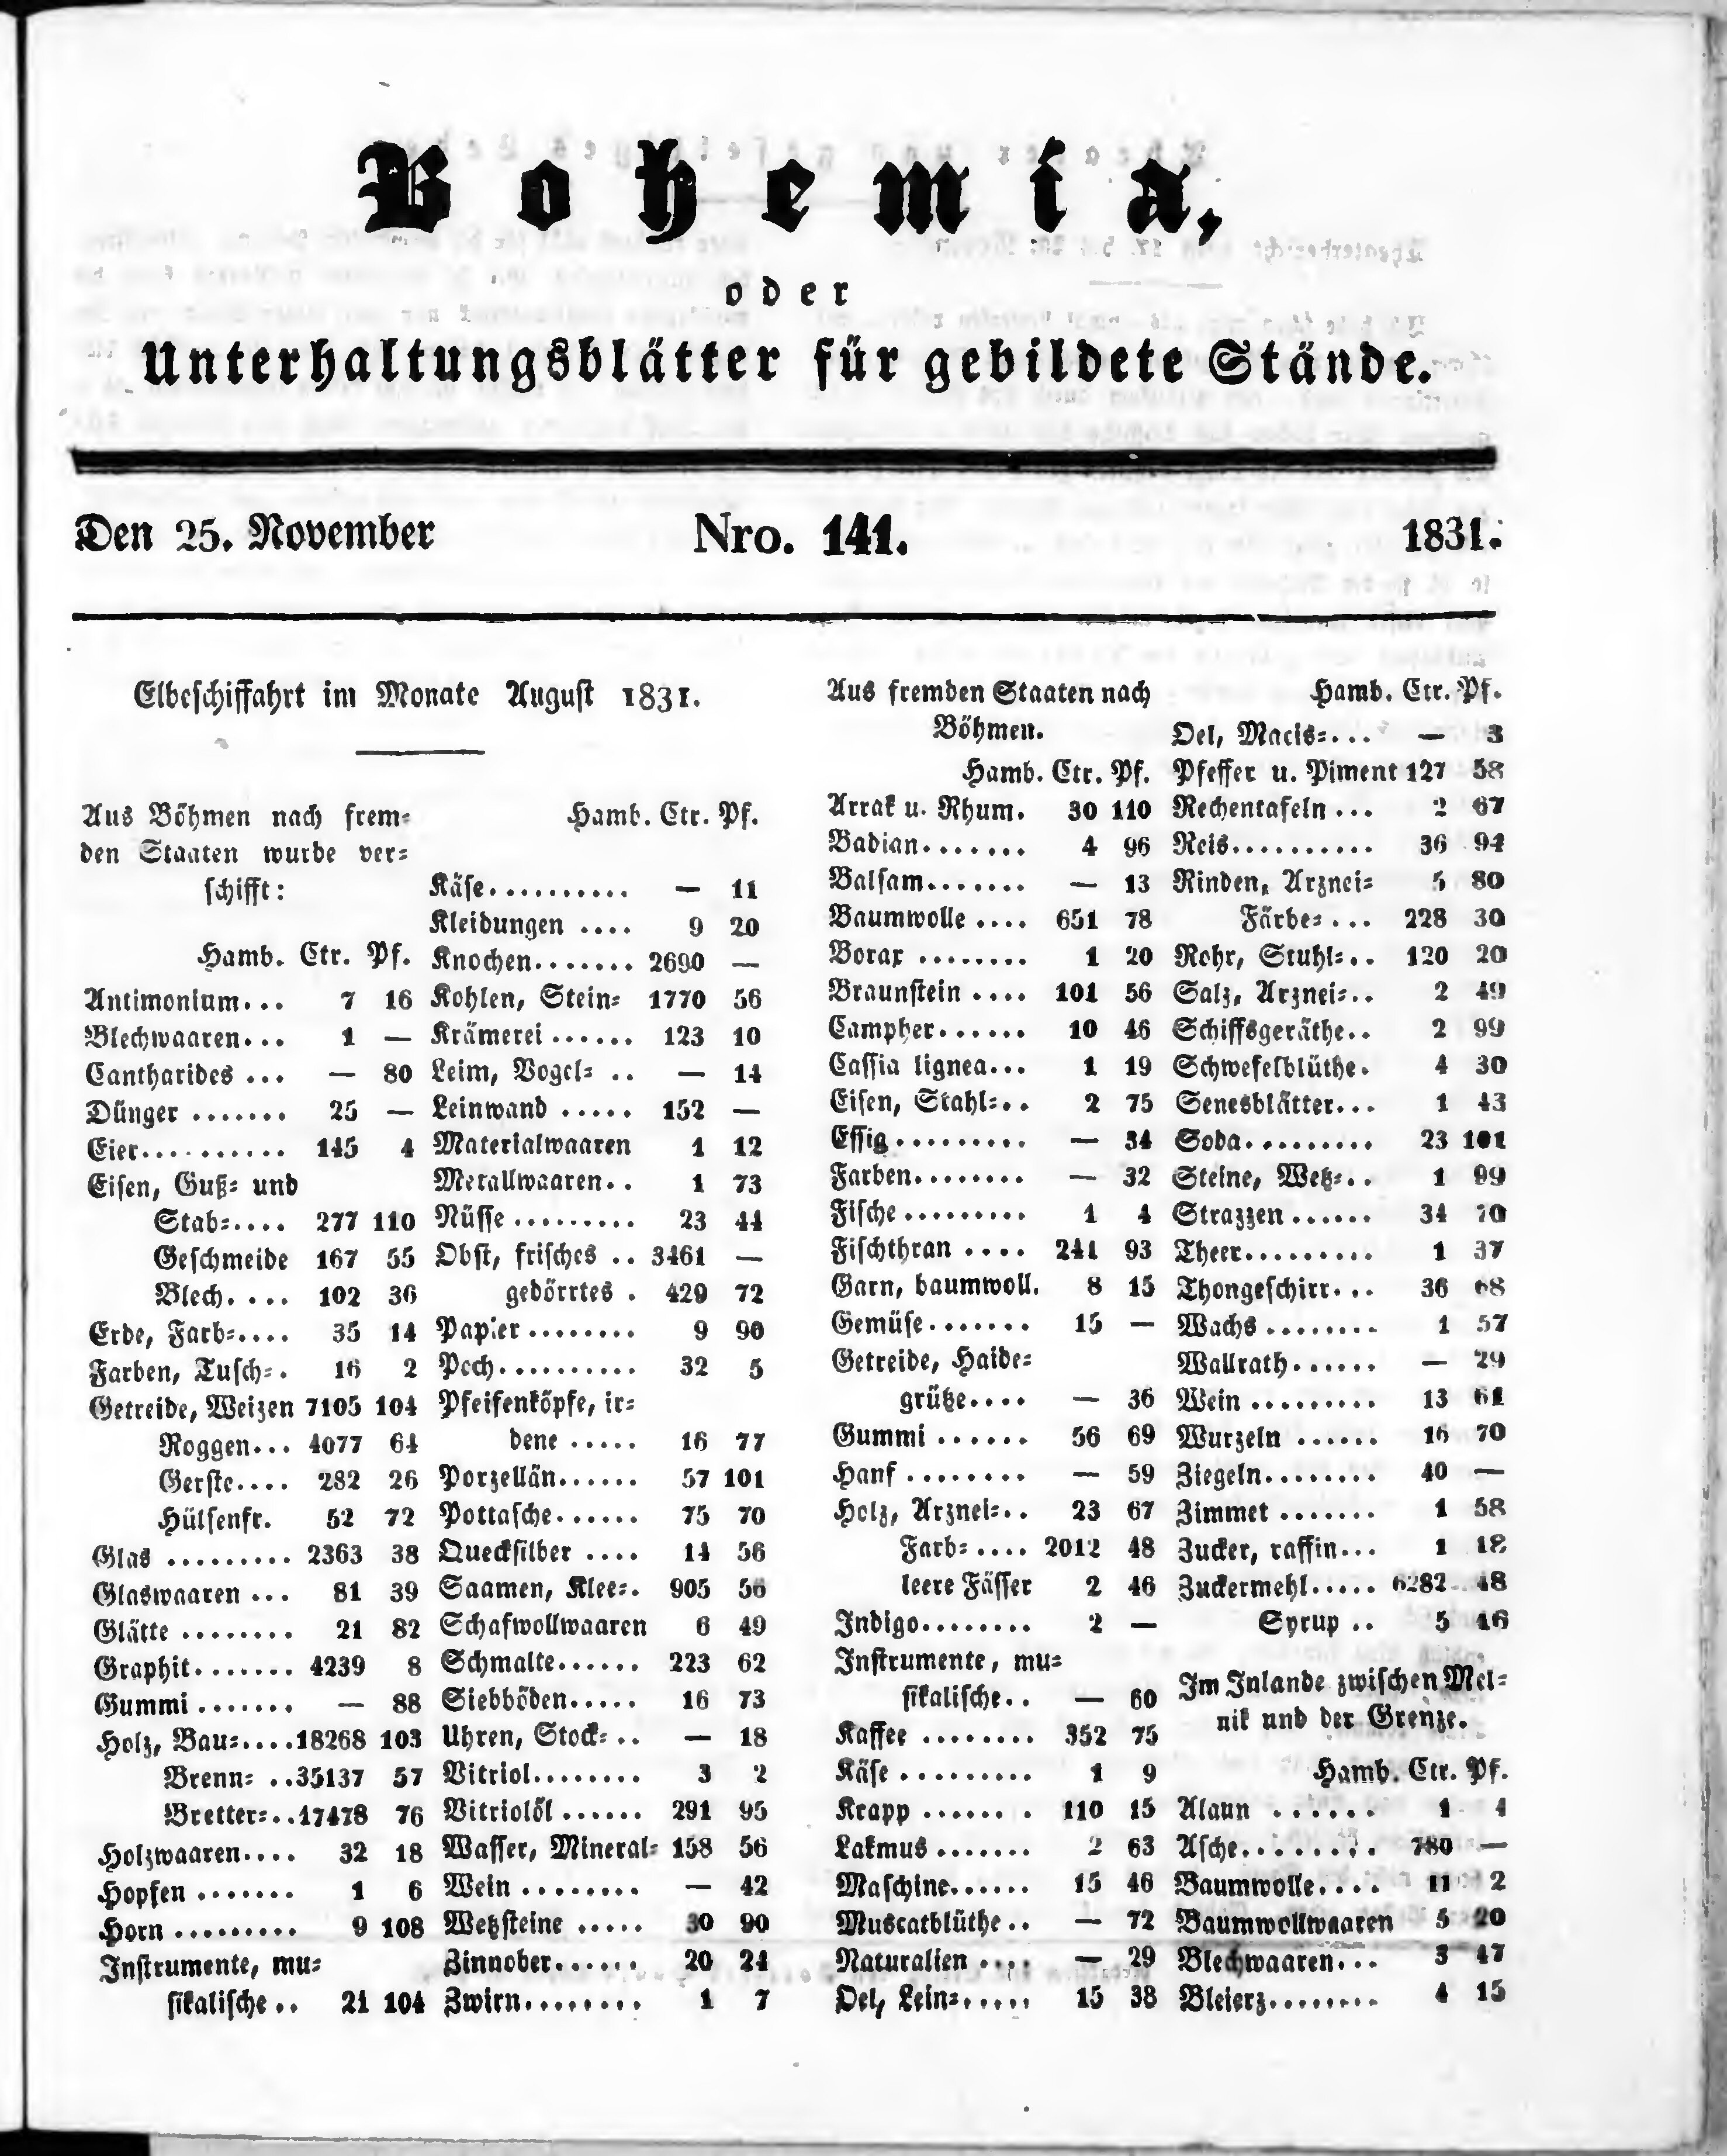 Bohemia,
oder
Unterhaltungsblätter für gebildete Stände.
Den 25. November Nro. 141. 1831.
Elbeschiffahrt im Monate August 1831.
Aus Böhmen nach frem-
den Staaten wurde ver-
schifft:
Hamb. Ctr. Pf.
Antimonium... 7 16
Blechwaaren... 1 —
Cantharides ... — 80
Dünger ....... 25 —
Eier........... 145 4
Eisen, Guß- und
Stab-.... 277 110
Geschmeide 167 55
Blech.... 102 36
Erde, Farb-.... 35 14
Farben, Tusch-. 16 2
Getreide, Weizen 7105 104
Roggen... 4077 64
Gerste.... 282 26
Hülsenfr. 52 72
Glas ......... 2363 38
Glaswaaren ... 81 39
Glätte ........ 21 82
Graphit....... 4239 8
Gummi ....... — 88
Holz, Bau-....18268 103
Brenn- ..35137 57
Bretter-..17478 76
Holzwaaren.... 32 18
Hopfen ....... 1 6
Horn ......... 9 108
Instrumente, mu-
sikalische.. 21 104
Hamb. Ctr. Pf.
Käse.......... — 11
Kleidungen .... 9 20
Knochen....... 2690 —
Kohlen, Stein- 1770 56
Krämerei ...... 123 10
Leim, Vogel- .. — 14
Leinwand ..... 152 —
Materialwaaren 1 12
Metallwaaren.. 1 73
Nüsse ......... 23 44
Obst, frisches .. 3461 —
gedörrtes . 429 72
Papier ........ 9 90
Pech.......... 32 5
Pfeifenköpfe, ir-
dene ..... 16 77
Porzellän...... 57 101
Pottasche...... 75 70
Quecksilber .... 14 56
Saamen, Klee-. 905 56
Schafwollwaaren 6 49
Schmalte...... 223 62
Siebböden..... 16 73
Uhren, Stock- .. — 18
Vitriol........ 3 2
Vitriolöl ...... 291 95
Wasser, Mineral- 158 56
Wein ......... — 42
Wetzsteine ..... 30 90
Zinnober...... 20 24
Zwirn......... 1 7
Aus fremden Staaten nach
Böhmen.
Hamb. Ctr. Pf.
Arrak u. Rhum. 30 110
Badian....... 4 96
Balsam....... — 13
Baumwolle .... 651 78
Borax ........ 1 20
Braunstein .... 101 56
Campher...... 10 46
Cassia lignea... 1 19
Eisen, Stahl-.. 2 75
Essig......... — 34
Farben........ — 32
Fische ......... 1 4
Fischthran .... 241 93
Garn, baumwoll. 8 15
Gemüse....... 15 —
Getreide, Haide-
grütze.... — 36
Gummi ...... 56 69
Hanf ........ — 59
Holz, Arznei-.. 23 67
Farb- .... 2012 48
leere Fässer 2 46
Indigo........ 2 —
Instrumente, mu-
sikalische.. — 60
Kaffee ........ 352 75
Käse .......... 1 9
Krapp ....... . 110 15
Lakmus ....... 2 63
Maschine...... 15 46
Muscatblüthe .. — 72
Naturalien .... — 29
Oel, Lein-..... 15 38
Hamb. Ctr. Pf.
Oel, Macis-... — 3
Pfeffer u. Piment 127 58
Rechentafeln ... 2 67
Reis.......... 36 94
Rinden, Arznei- 5 80
Färbe- ... 228 30
Rohr, Stuhl-.. 120 20
Salz, Arznei-.. 2 49
Schiffsgeräthe.. 2 99
Schwefelblüthe. 4 30
Senesblätter... 1 43
Soda......... 23 101
Steine, Wetz-.. 1 99
Strazzen ...... 34 70
Theer......... 1 37
Thongeschirr... 36 68
Wachs ........ 1 57
Wallrath...... — 29
Wein ......... 13 61
Wurzeln ...... 16 70
Ziegeln........ 40 —
Zimmet ....... 1 58
Zucker, raffin... 1 18
Zuckermehl..... 6282 48
Syrup .. 5 46
Im Inlande zwischen Mel-
nik und der Grenze.
Hamb. Ctr. Pf.
Alaun ...... 1 4
Asche........ 780 —
Baumwolle.... 11 2
Baumwollwaaren 5 20
Blechwaaren... 3 47
Bleierz........ 4 15